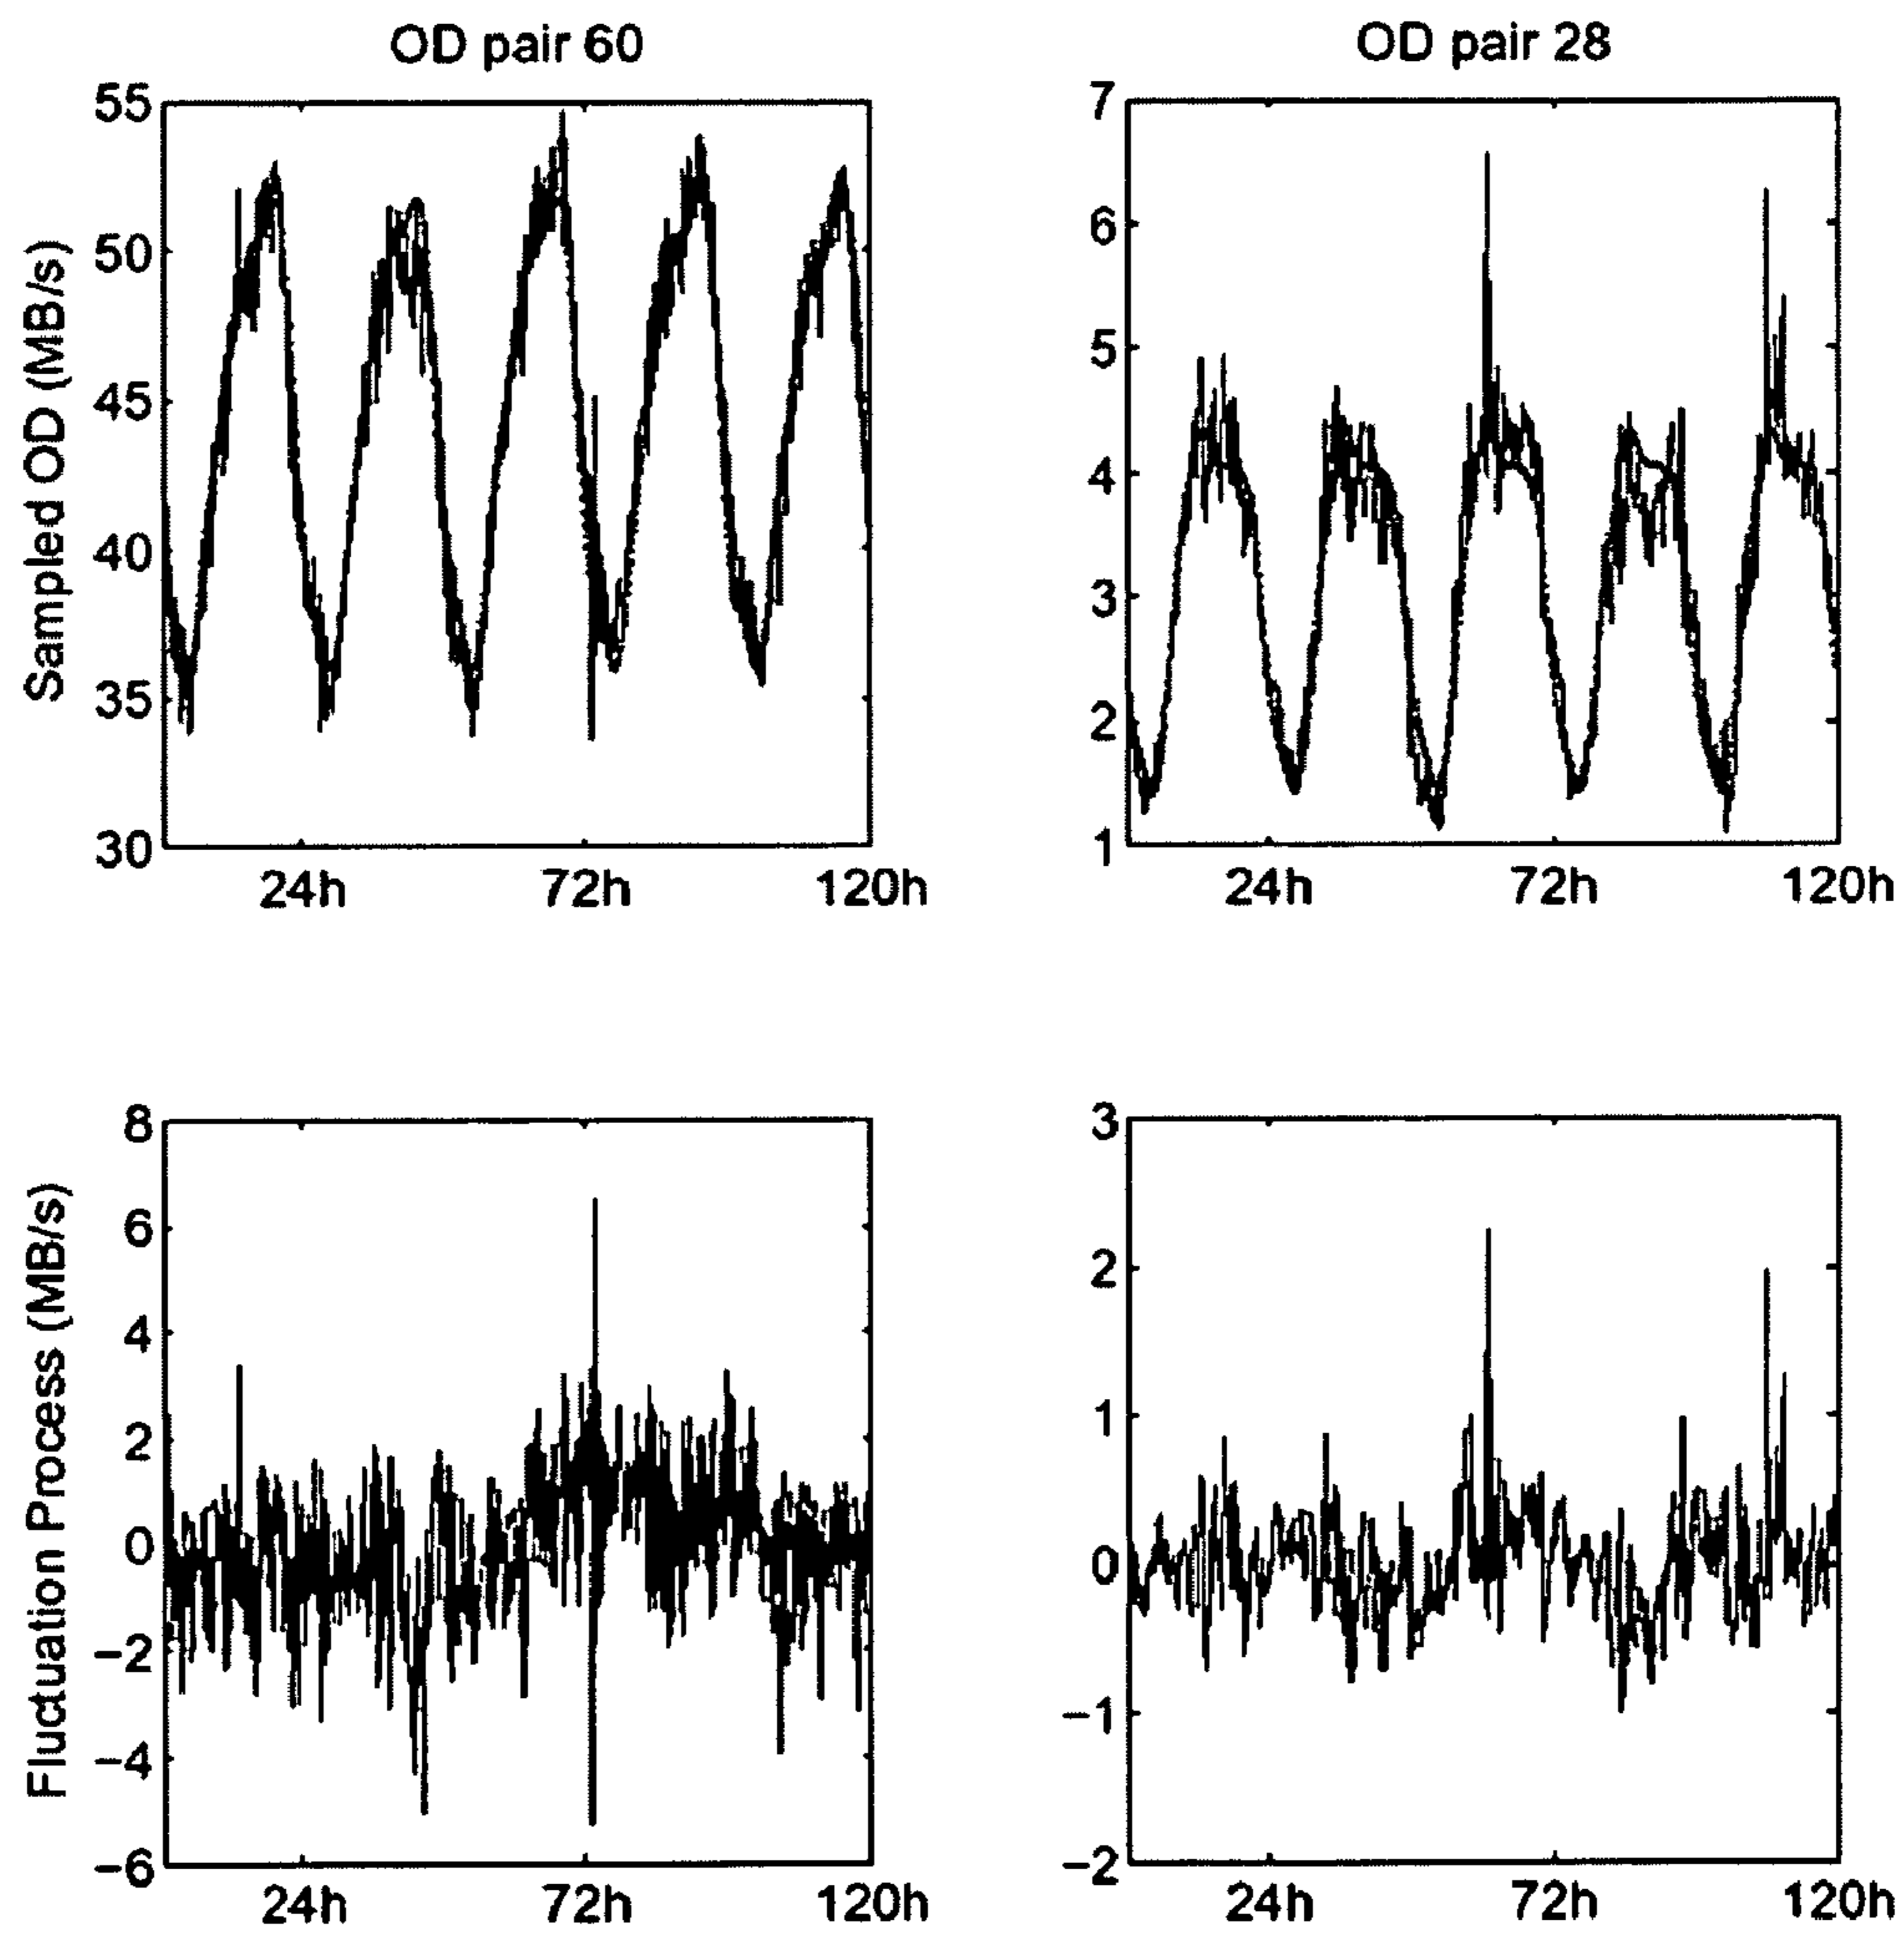 OD pair 60
OD pair 28
Sampled OD (MB/s)
55
50
45
40
35
30
24h
72h
120h
7
6
5
4
3
2
1
24h
72h
120h
Fluctuation Process (MB/s)
8
6
4
2
0
−2
−4
−6
24h
72h
120h
3
2
1
0
−1
−2
24h
72h
120h